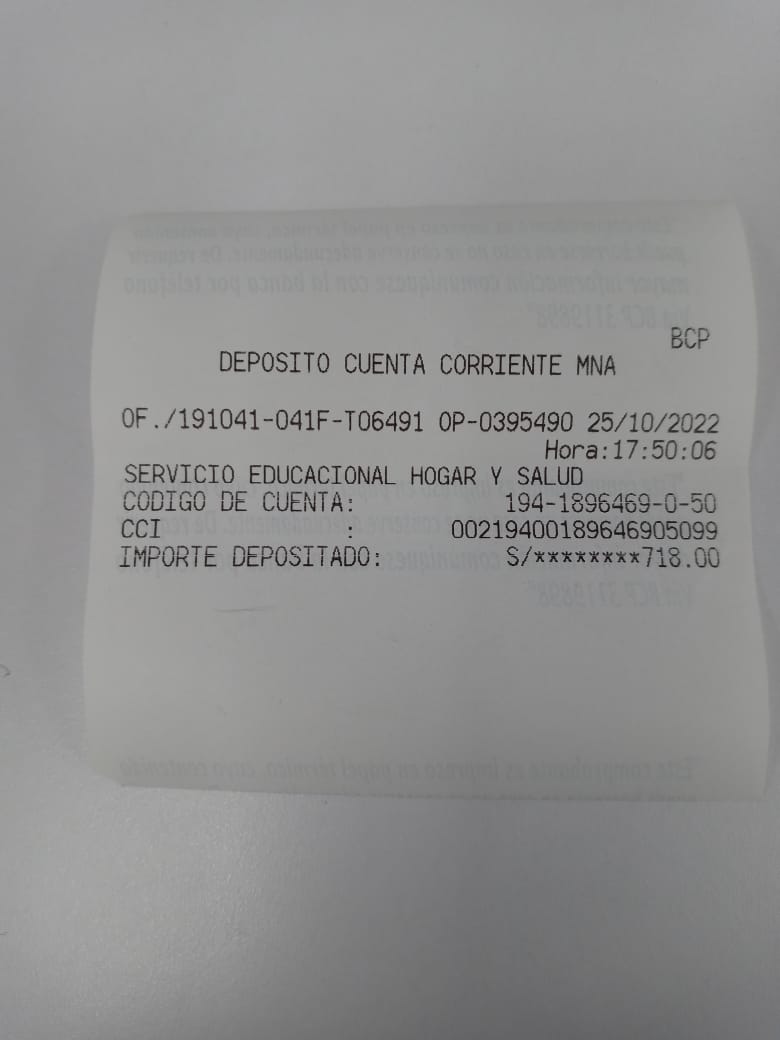 BCP
DEPOSITO CUENTA CORRIENTE MNA
OF./191041-041F-T06491 OP-0395490 25/10/2022
Hora:17:50:06
SERVICIO EDUCACIONAL HOGAR Y SALUD
CODIGO DE CUENTA: 194-1896469-0-50
CCI : 00219400189646905099
IMPORTE DEPOSITADO: S/********718.00